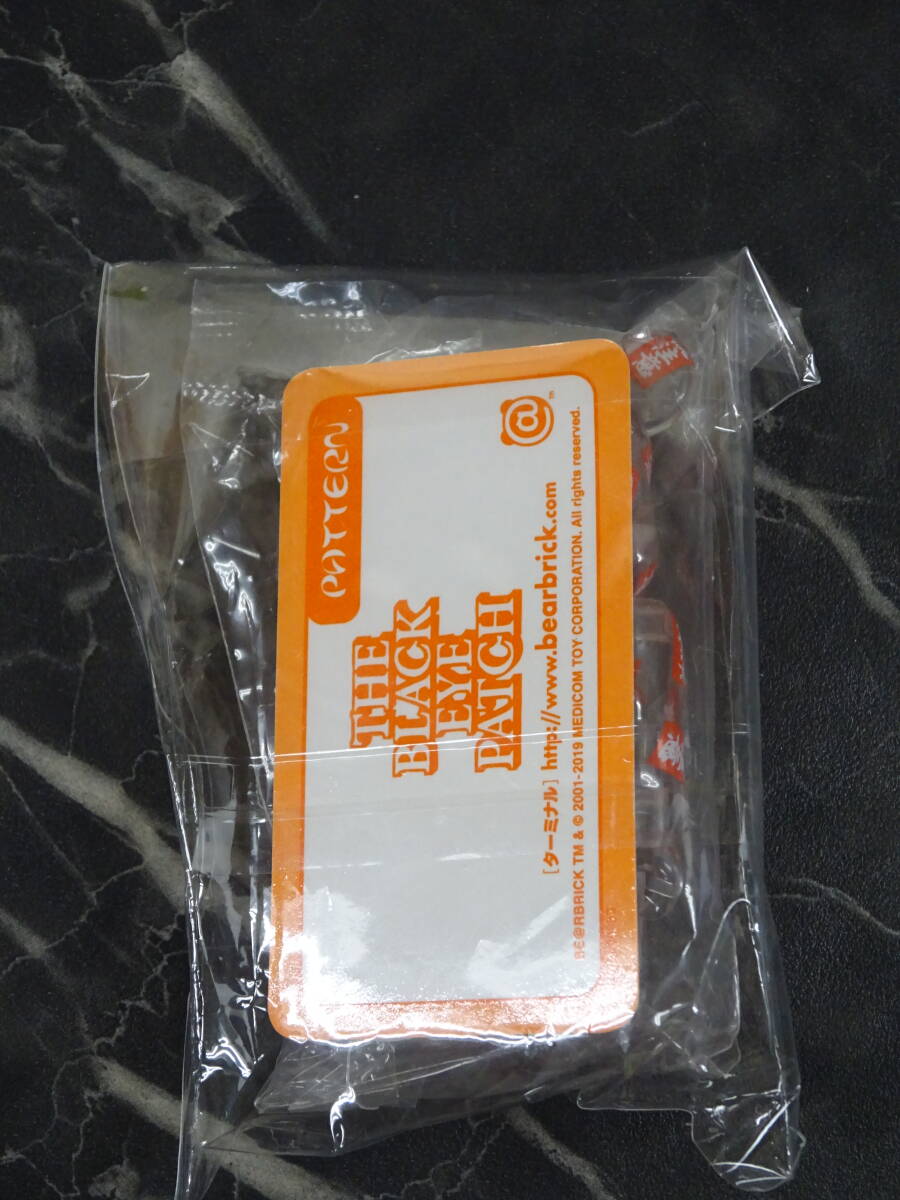 PATTERN
THE
BLACK
EYE
PATCH
[ターミナル] http://www.bearbrick.com
BE@RBRICK TM & © 2001-2019 MEDICOM TOY CORPORATION. All rights reserved.
@™